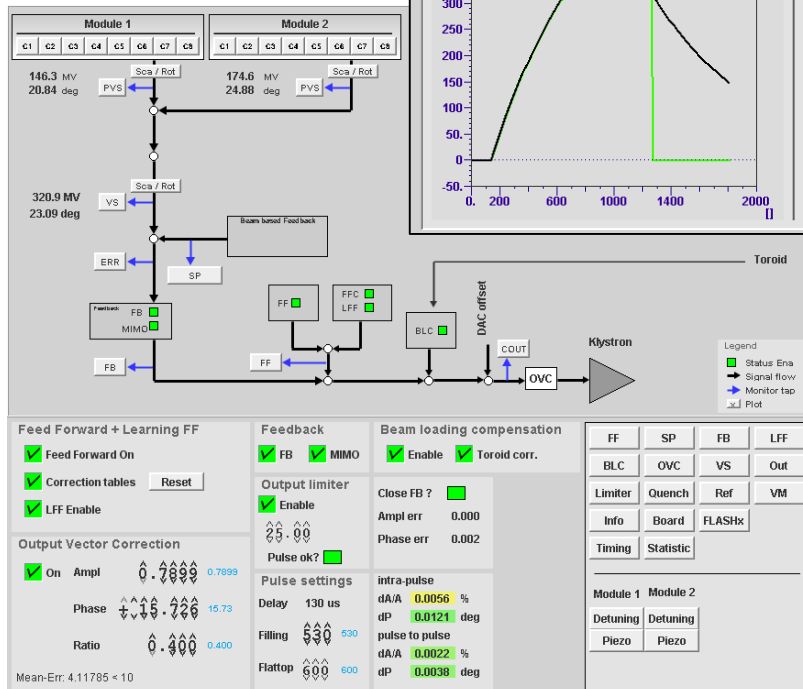 Module 1
Module 2
C1 C2 C3 C4 C5 C6 C7 C8
C1 C2 C3 C4 C5 C6 C7 C8
146.3 MV
20.84 deg
Sca / Rot
PVS
174.6 MV
24.88 deg
Sca / Rot
PVS
300
250-
200-
150-
100-
50.-
0-
-50.
0. 200 600 1000 1400 2000
[]
320.9 MV
23.09 deg
Sca / Rot
VS
Beam based Feedback
ERR
SP
Toroid
Feedback
FB
MIMO
FF
FFC
LFF
BLC
DAC offset
COUT
Klystron
FB
FF
OVC
Legend
Status Ena
Signal flow
Monitor tap
Plot
Feed Forward + Learning FF
Feed Forward On
Correction tables Reset
LFF Enable
Feedback
FB MIMO
Beam loading compensation
Enable Toroid corr.
Output limiter
Enable
25.00
Pulse ok?
Close FB ?
Ampl err 0.000
Phase err 0.002
Output Vector Correction
On Ampl 0.7899 0.7899
Phase +.15.726 15.73
Ratio 0.400 0.400
Mean-Err: 4.11785 < 10
Pulse settings
Delay 130 us
Filling 530 530
Flattop 600 600
intra-pulse
dA/A 0.0056 %
dP 0.0121 deg
pulse to pulse
dA/A 0.0022 %
dP 0.0038 deg
FF SP FB LFF
BLC OVC VS Out
Limiter Quench Ref VM
Info Board FLASHx
Timing Statistic
Module 1 Module 2
Detuning Detuning
Piezo Piezo